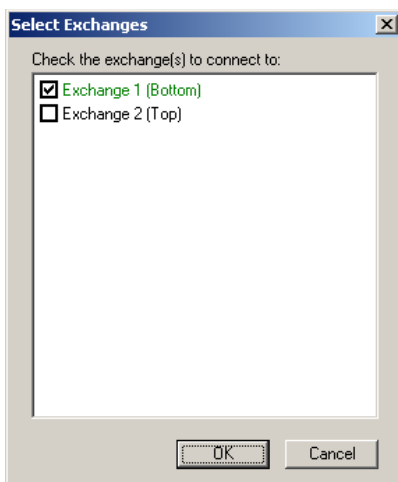 Select Exchanges
Check the exchange(s) to connect to:
Exchange 1 (Bottom)
Exchange 2 (Top)
OK Cancel